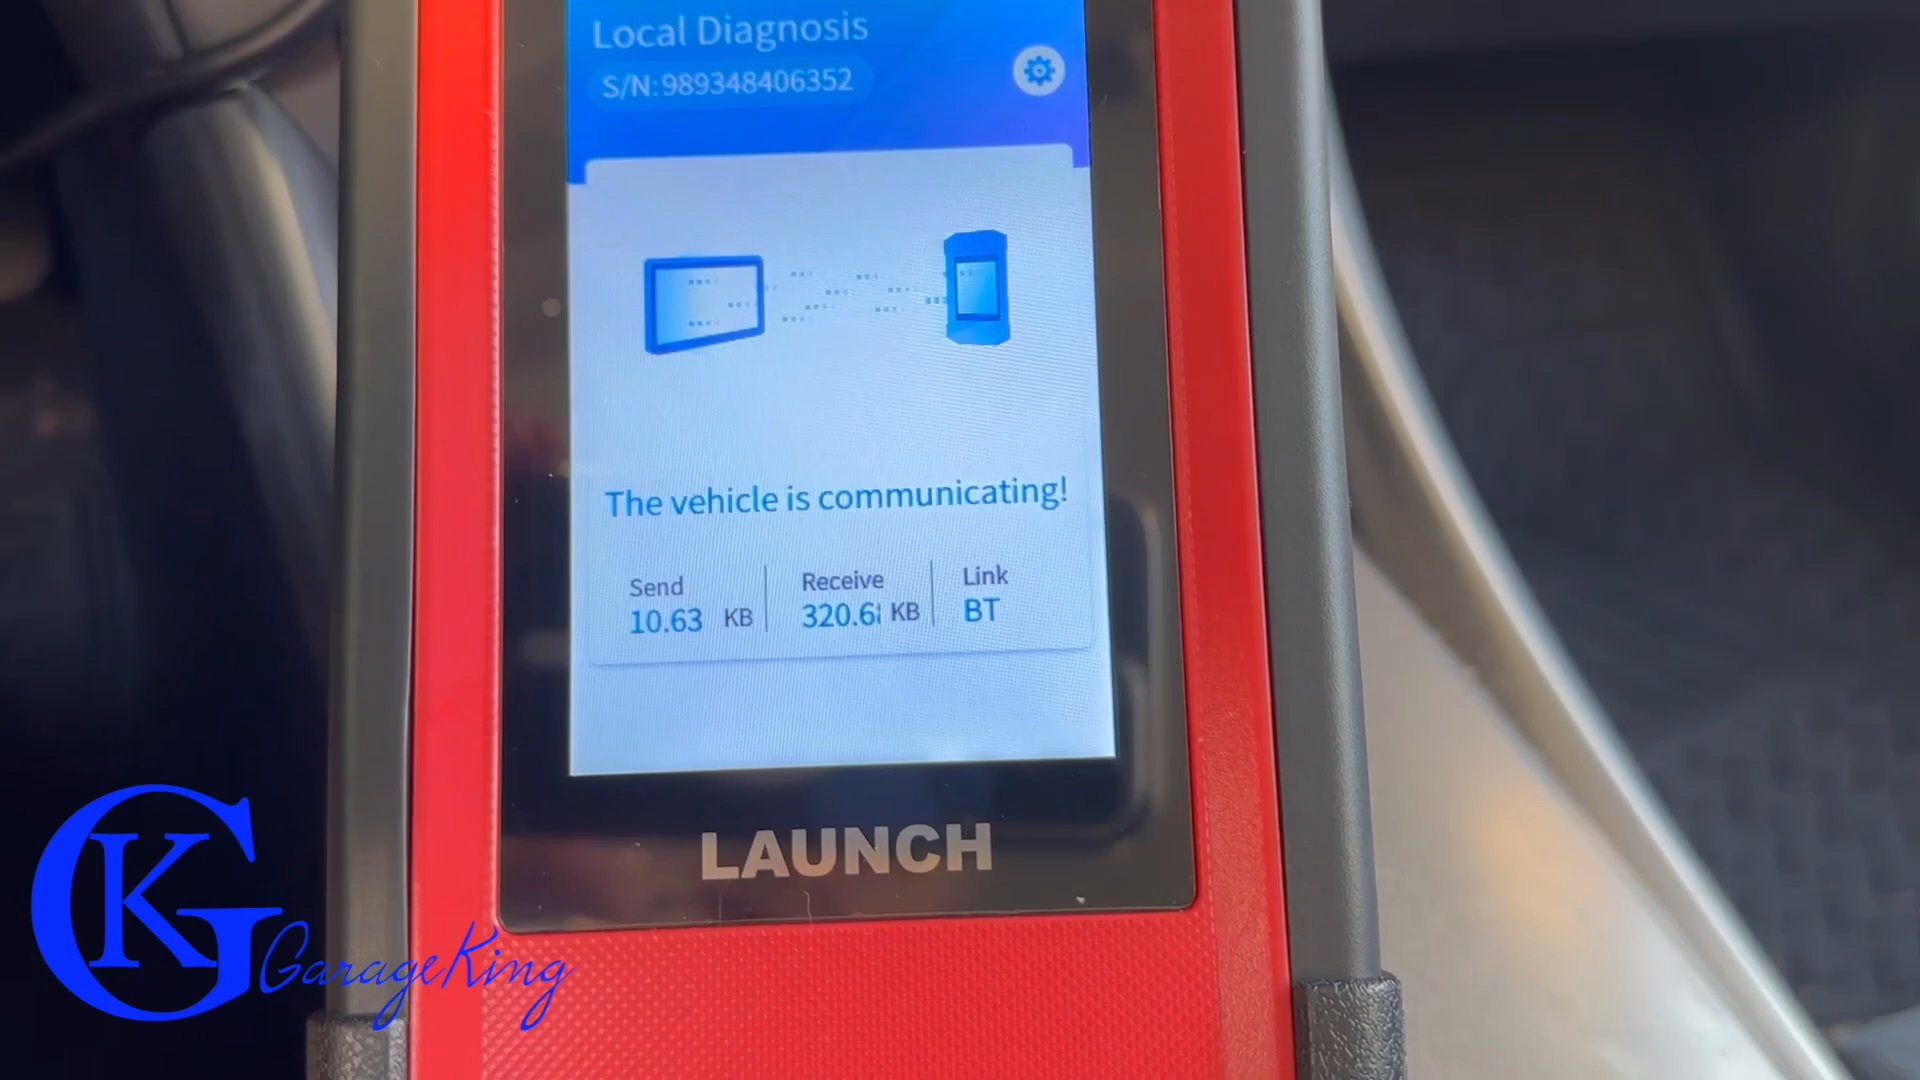 Local Diagnosis
S/N:989348406352
The vehicle is communicating!
Send Receive Link
10.63 KB 320.6 KB BT
LAUNCH
GK
GarageKing